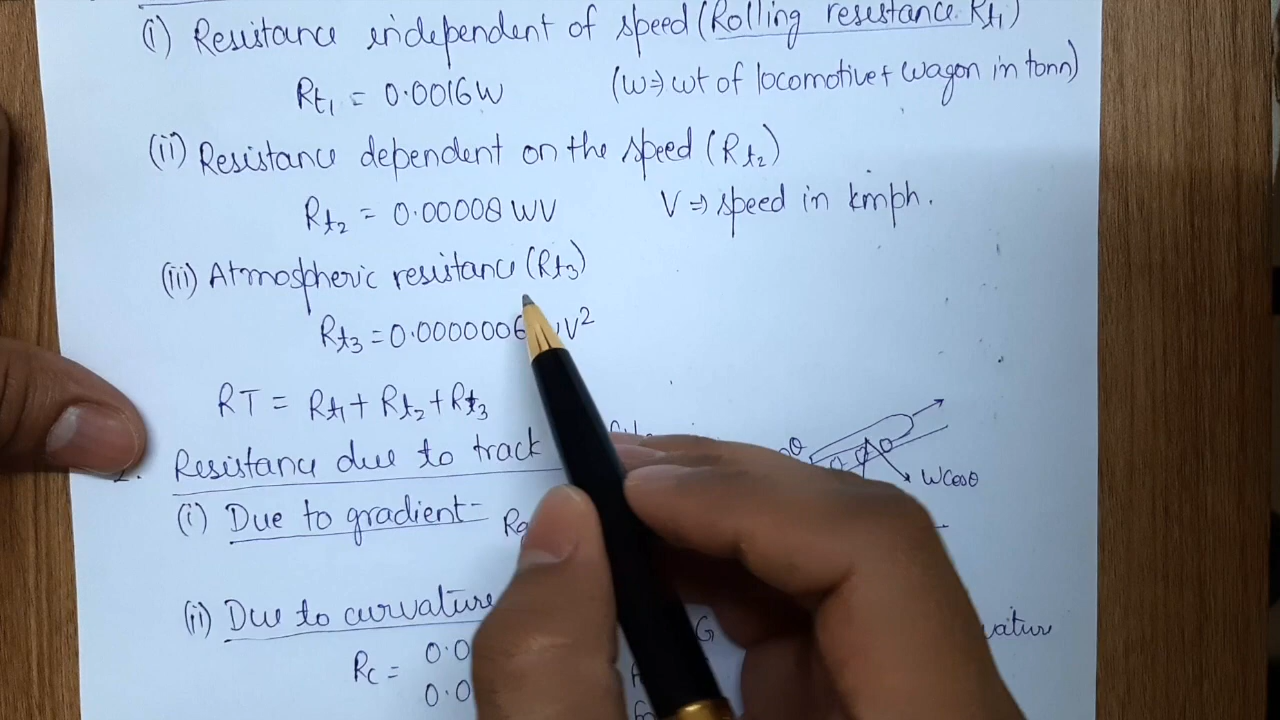 (i) Resistance independent of speed (Rolling resistance Rt1)
Rt1 = 0.0016W (W⇒ wt of locomotive + Wagon in tonn)
(ii) Resistance dependent on the speed (Rt2)
Rt2 = 0.00008 WV V ⇒ speed in kmph.
(iii) Atmospheric resistance (Rt3)
Rt3 = 0.0000006 V²
RT = Rt1 + Rt2 + Rt3
2. Resistance due to track
θ
WCosθ
(i) Due to gradient-
(ii) Due to curvature
G
Rc = 0.0
0.0